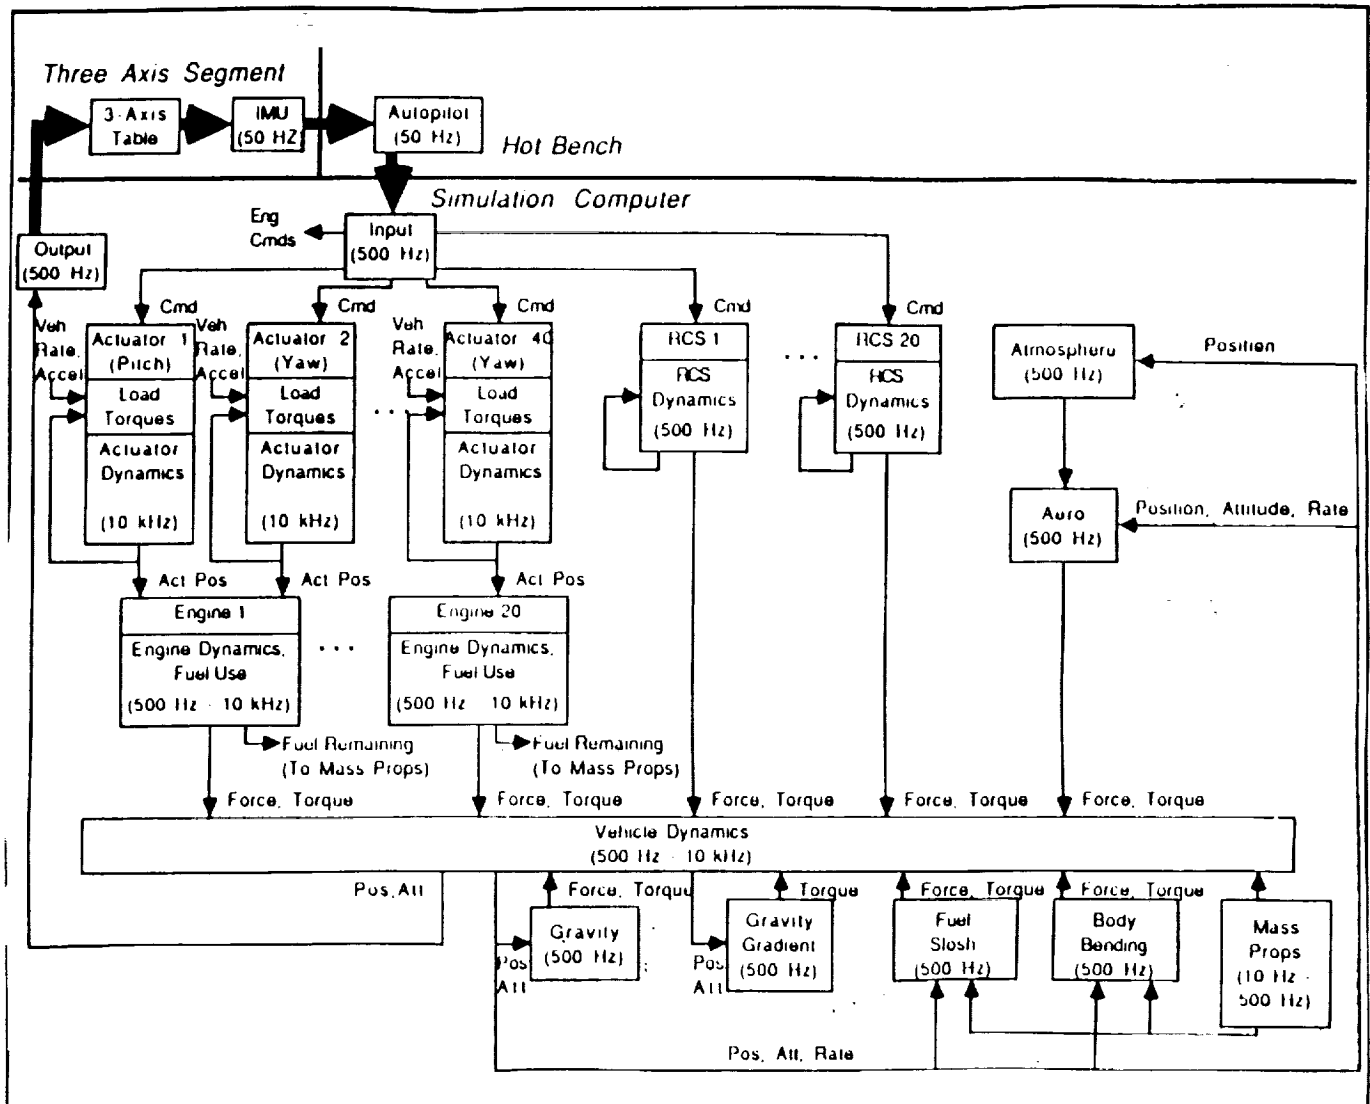 Three Axis Segment
3-Axis
Table
IMU
(50 HZ)
Autopilot
(50 Hz)
Hot Bench
Simulation Computer
Output
(500 Hz)
Eng
Cmds
Input
(500 Hz)
Cmd
Cmd
Cmd
Cmd
Cmd
Veh
Rate,
Accel
Actuator 1
(Pitch)
Load
Torques
Actuator
Dynamics
(10 kHz)
Veh
Rate,
Accel
Actuator 2
(Yaw)
Load
Torques
Actuator
Dynamics
(10 kHz)
. . .
Veh
Rate,
Accel
Actuator 40
(Yaw)
Load
Torques
Actuator
Dynamics
(10 kHz)
RCS 1
RCS
Dynamics
(500 Hz)
. . .
RCS 20
RCS
Dynamics
(500 Hz)
Atmosphere
(500 Hz)
Position
Aero
(500 Hz)
Position, Attitude, Rate
Act Pos
Act Pos
Act Pos
Engine 1
Engine Dynamics,
Fuel Use
(500 Hz - 10 kHz)
. . .
Engine 20
Engine Dynamics,
Fuel Use
(500 Hz 10 kHz)
Fuel Remaining
(To Mass Props)
Fuel Remaining
(To Mass Props)
Force, Torque
Force, Torque
Force, Torque
Force, Torque
Force, Torque
Vehicle Dynamics
(500 Hz - 10 kHz)
Pos,Att
Force, Torque
Torque
Force, Torque
Force, Torque
Gravity
(500 Hz)
Pos
Att
Gravity
Gradient
(500 Hz)
Pos
Att
Fuel
Slosh
(500 Hz)
Body
Bending
(500 Hz)
Mass
Props
(10 Hz -
500 Hz)
Pos, Att, Rate